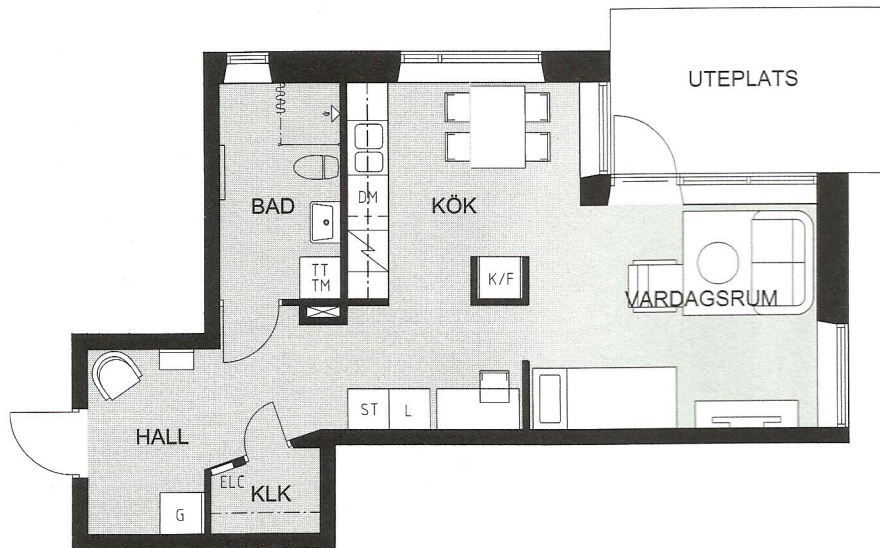 UTEPLATS
BAD
DM
KÖK
TT
TM
K/F
VARDAGSRUM
ST
L
HALL
ELC
KLK
G